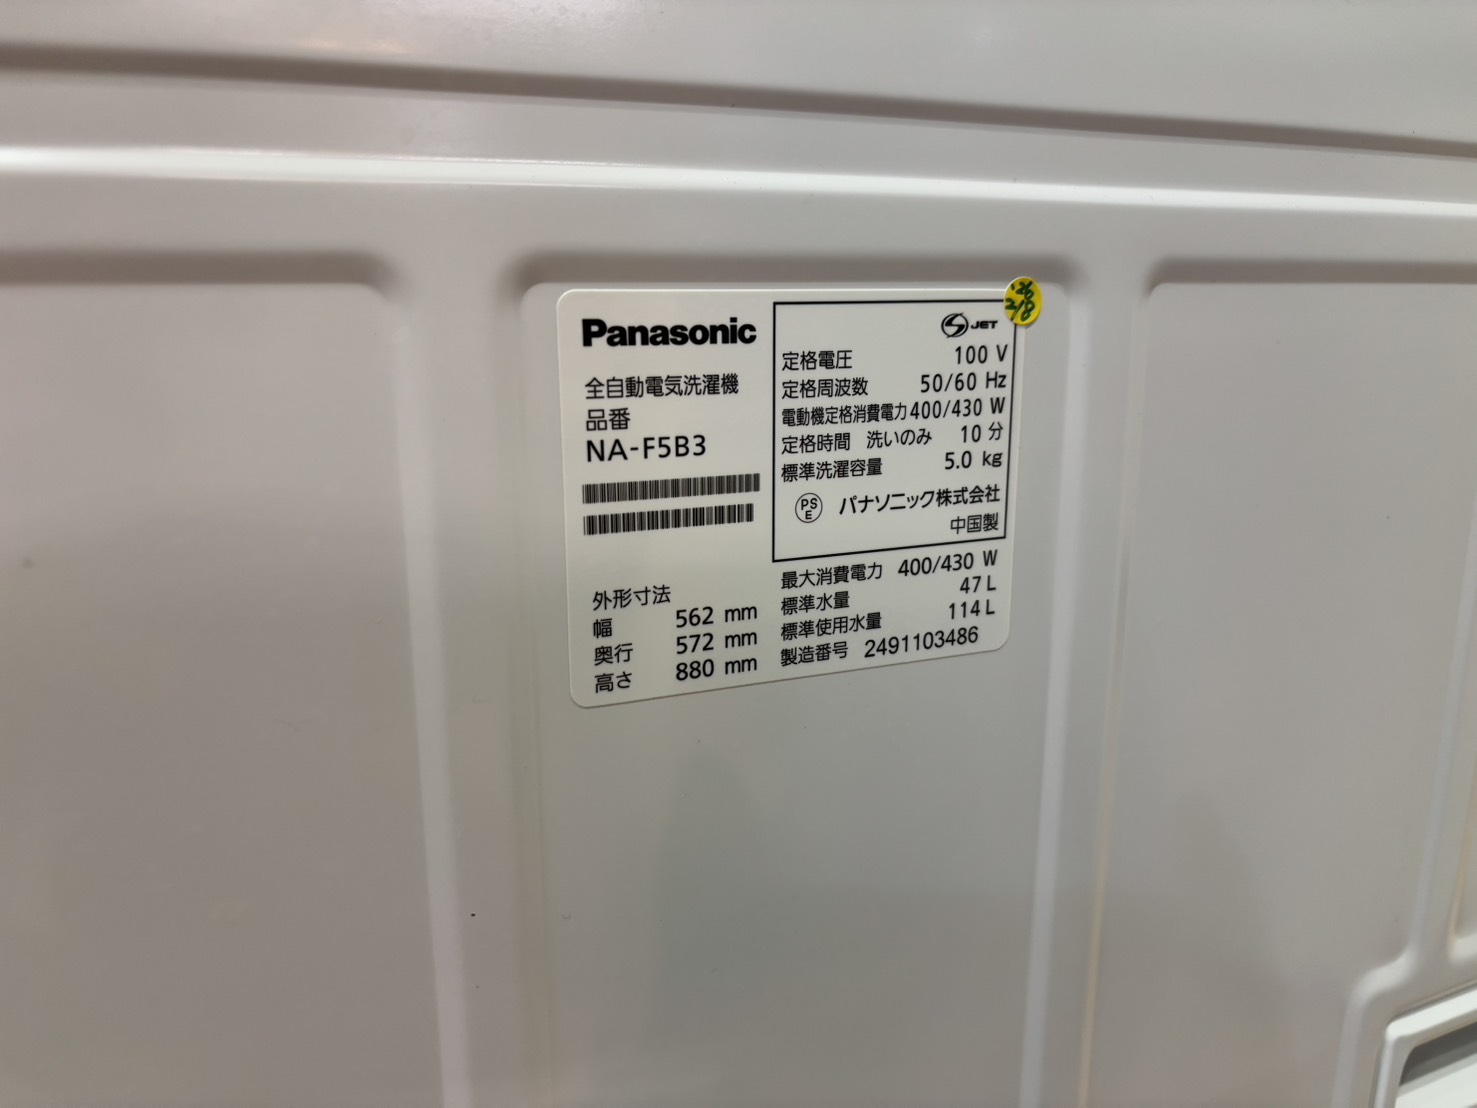 Panasonic
全自動電気洗濯機
品番
NA-F5B3
外形寸法
幅 562 mm
奥行 572 mm
高さ 880 mm
'26
2/8
JET
定格電圧 100 V
定格周波数 50/60 Hz
電動機定格消費電力 400/430 W
定格時間 洗いのみ 10 分
標準洗濯容量 5.0 kg
PS
E
パナソニック株式会社
中国製
最大消費電力 400/430 W
標準水量 47 L
標準使用水量 114 L
製造番号 2491103486